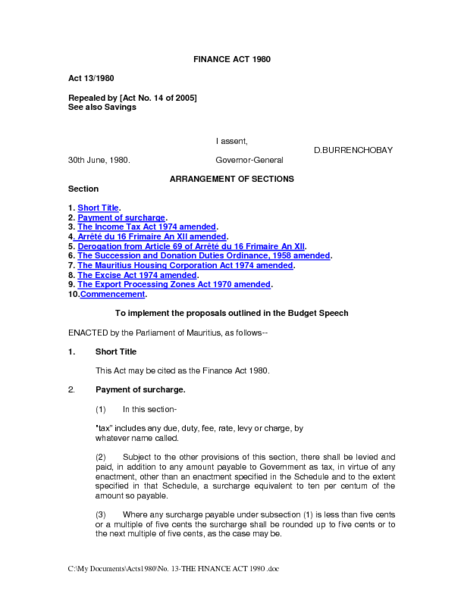 FINANCE ACT 1980
Act 13/1980
Repealed by [Act No. 14 of 2005]
See also Savings
I assent,
D.BURRENCHOBAY
30th June, 1980. Governor-General
ARRANGEMENT OF SECTIONS
Section
1. Short Title.
2. Payment of surcharge.
3. The Income Tax Act 1974 amended.
4. Arrêté du 16 Frimaire An XII amended.
5. Derogation from Article 69 of Arrêté du 16 Frimaire An XII.
6. The Succession and Donation Duties Ordinance, 1958 amended.
7. The Mauritius Housing Corporation Act 1974 amended.
8. The Excise Act 1974 amended.
9. The Export Processing Zones Act 1970 amended.
10.Commencement.
To implement the proposals outlined in the Budget Speech
ENACTED by the Parliament of Mauritius, as follows--
1. Short Title
This Act may be cited as the Finance Act 1980.
2. Payment of surcharge.
(1) In this section-
"tax" includes any due, duty, fee, rate, levy or charge, by
whatever name called.
(2) Subject to the other provisions of this section, there shall be levied and
paid, in addition to any amount payable to Government as tax, in virtue of any
enactment, other than an enactment specified in the Schedule and to the extent
specified in that Schedule, a surcharge equivalent to ten per centum of the
amount so payable.
(3) Where any surcharge payable under subsection (1) is less than five cents
or a multiple of five cents the surcharge shall be rounded up to five cents or to
the next multiple of five cents, as the case may be.
C:\My Documents\Acts1980\No. 13-THE FINANCE ACT 1990 .doc